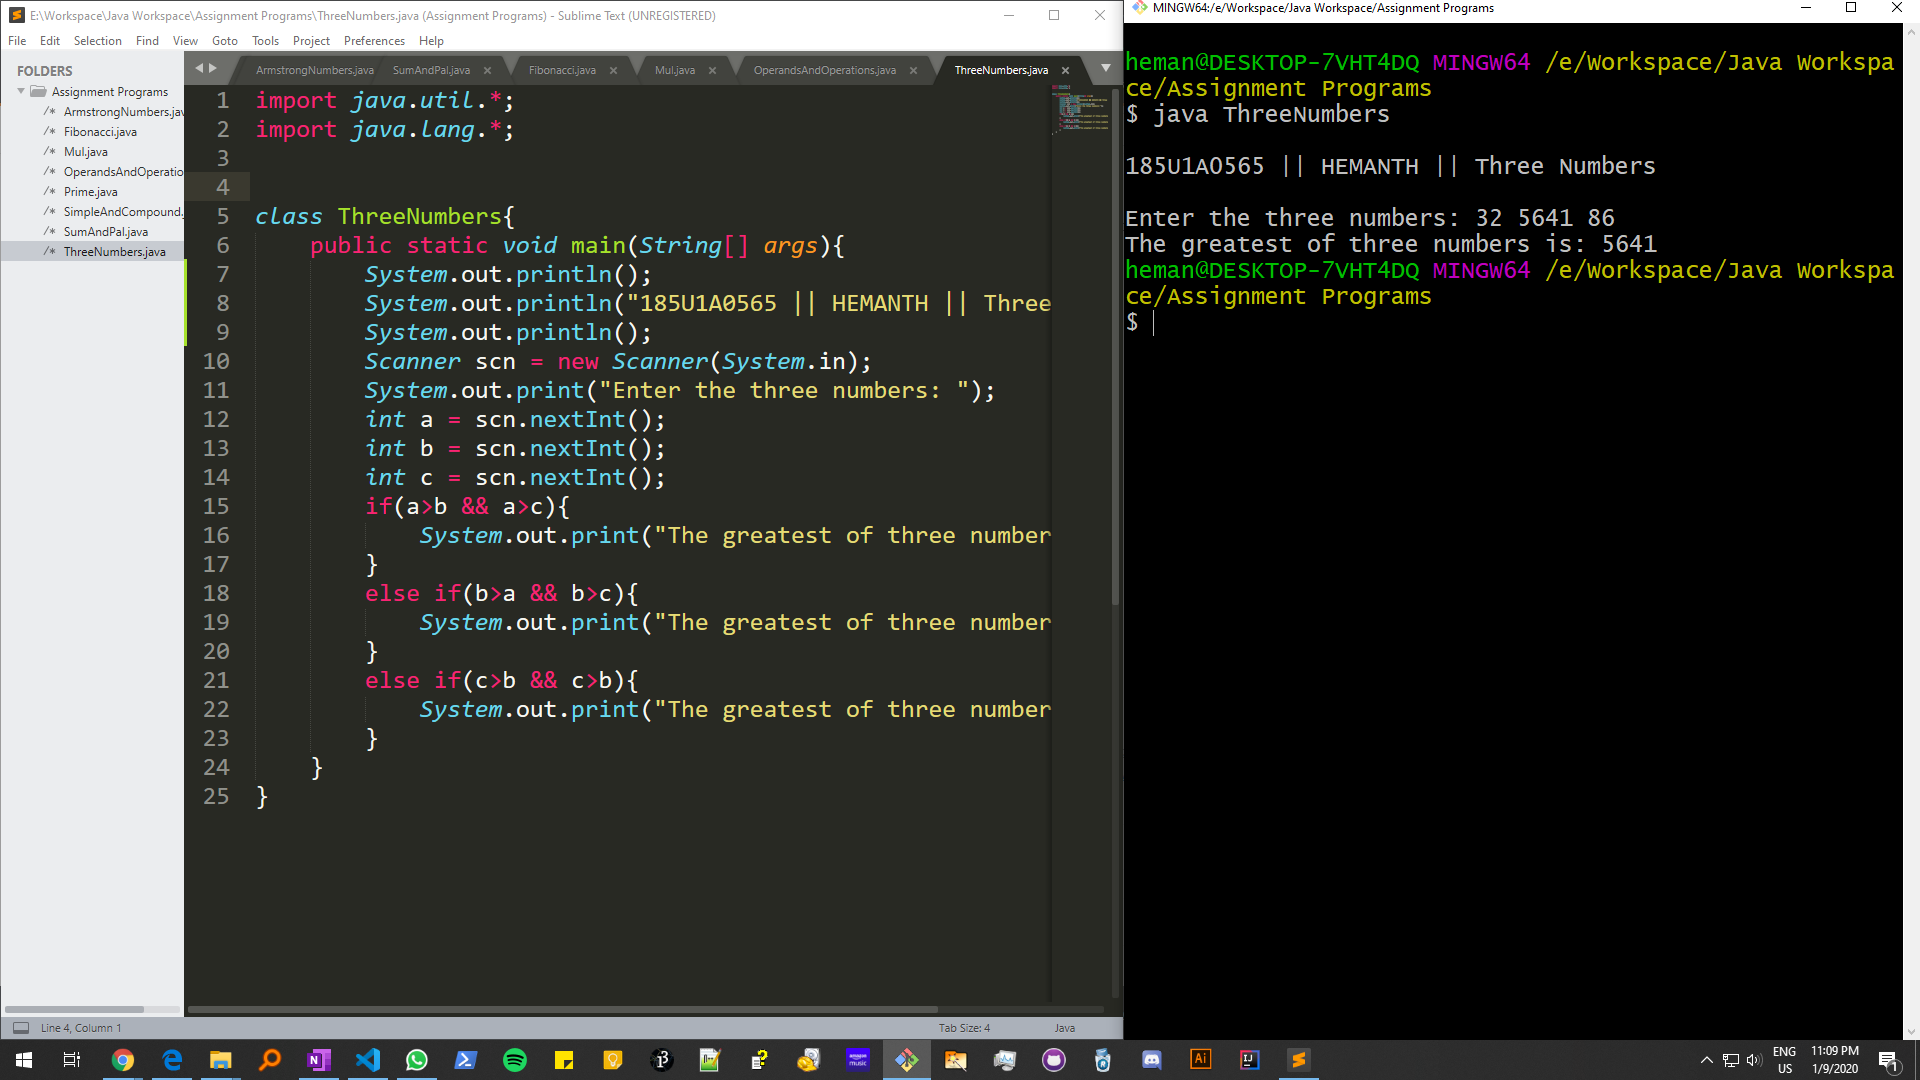 E:\Workspace\Java Workspace\Assignment Programs\ThreeNumbers.java (Assignment Programs) - Sublime Text (UNREGISTERED)
File Edit Selection Find View Goto Tools Project Preferences Help
FOLDERS
Assignment Programs
/* ArmstrongNumbers.jav
/* Fibonacci.java
/* Mul.java
/* OperandsAndOperatio
/* Prime.java
/* SimpleAndCompound.
/* SumAndPal.java
/* ThreeNumbers.java
ArmstrongNumbers.java SumAndPal.java Fibonacci.java Mul.java OperandsAndOperations.java ThreeNumbers.java
1 import java.util.*;
2 import java.lang.*;
3
4
5 class ThreeNumbers{
6 public static void main(String[] args){
7 System.out.println();
8 System.out.println("185U1A0565 || HEMANTH || Three
9 System.out.println();
10 Scanner scn = new Scanner(System.in);
11 System.out.print("Enter the three numbers: ");
12 int a = scn.nextInt();
13 int b = scn.nextInt();
14 int c = scn.nextInt();
15 if(a>b && a>c){
16 System.out.print("The greatest of three number
17 }
18 else if(b>a && b>c){
19 System.out.print("The greatest of three number
20 }
21 else if(c>b && c>b){
22 System.out.print("The greatest of three number
23 }
24 }
25 }
Line 4, Column 1 Tab Size: 4 Java
MINGW64:/e/Workspace/Java Workspace/Assignment Programs
heman@DESKTOP-7VHT4DQ MINGW64 /e/Workspace/Java Workspa
ce/Assignment Programs
$ java ThreeNumbers
185U1A0565 || HEMANTH || Three Numbers
Enter the three numbers: 32 5641 86
The greatest of three numbers is: 5641
heman@DESKTOP-7VHT4DQ MINGW64 /e/Workspace/Java Workspa
ce/Assignment Programs
$
ENG
US
11:09 PM
1/9/2020